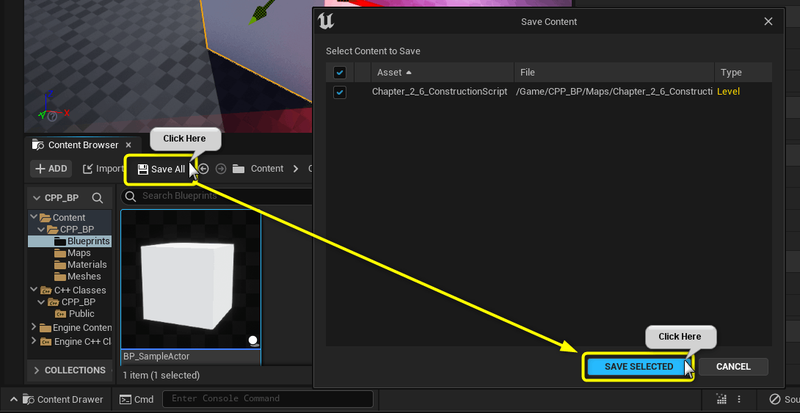 Save Content
Select Content to Save
Asset
File
Type
Chapter_2_6_ConstructionScript
/Game/CPP_BP/Maps/Chapter_2_6_Constructi
Level
Z
Y
X
Content Browser
Click Here
ADD
Import
Save All
Content
C
CPP_BP
Search Blueprints
Content
CPP_BP
Blueprints
Maps
Materials
Meshes
C++ Classes
CPP_BP
Public
Engine Conten
Engine C++ Cl
COLLECTIONS
BP_SampleActor
1 item (1 selected)
Click Here
SAVE SELECTED
CANCEL
Content Drawer
Cmd
Enter Console Command
Sou